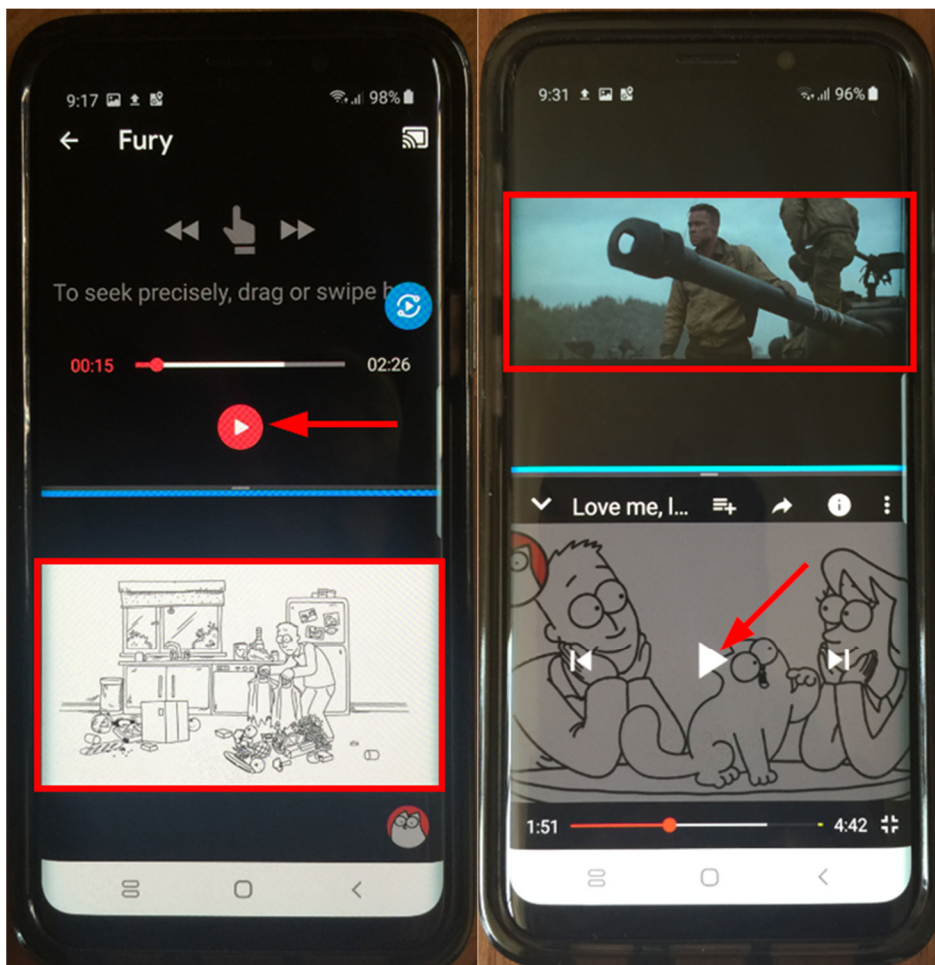 9:17 98%
Fury
To seek precisely, drag or swipe h
00:15 02:26
9:31 96%
Love me, l...
1:51 4:42